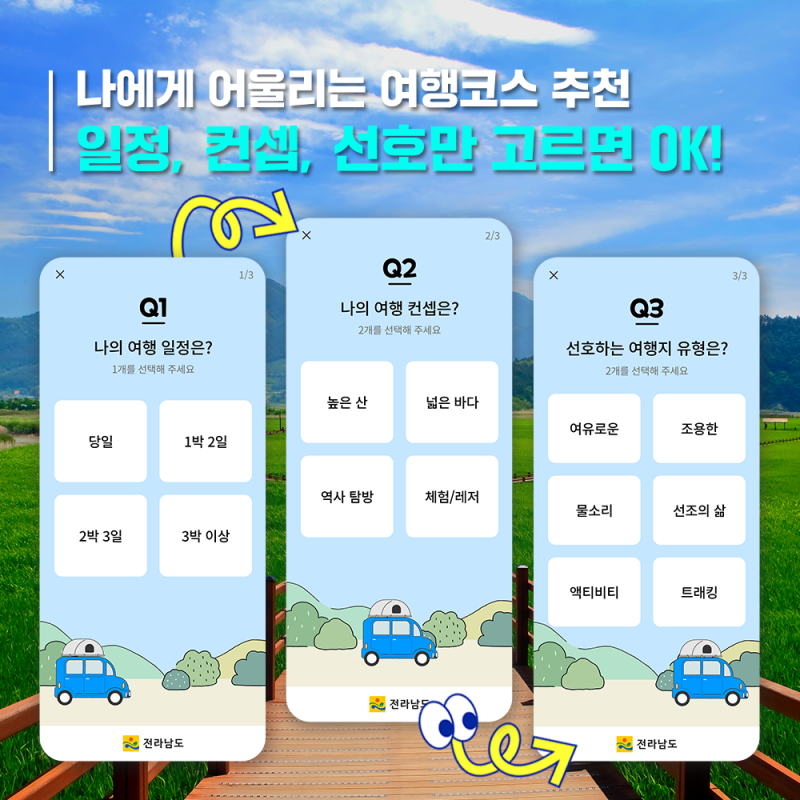 나에게 어울리는 여행코스 추천
일정, 컨셉, 선호만 고르면 OK!
1/3
Q1
나의 여행 일정은?
1개를 선택해 주세요
당일
1박 2일
2박 3일
3박 이상
전라남도
2/3
Q2
나의 여행 컨셉은?
2개를 선택해 주세요
높은 산
넓은 바다
역사 탐방
체험/레저
전라남도
3/3
Q3
선호하는 여행지 유형은?
2개를 선택해 주세요
여유로운
조용한
물소리
선조의 삶
액티비티
트래킹
전라남도